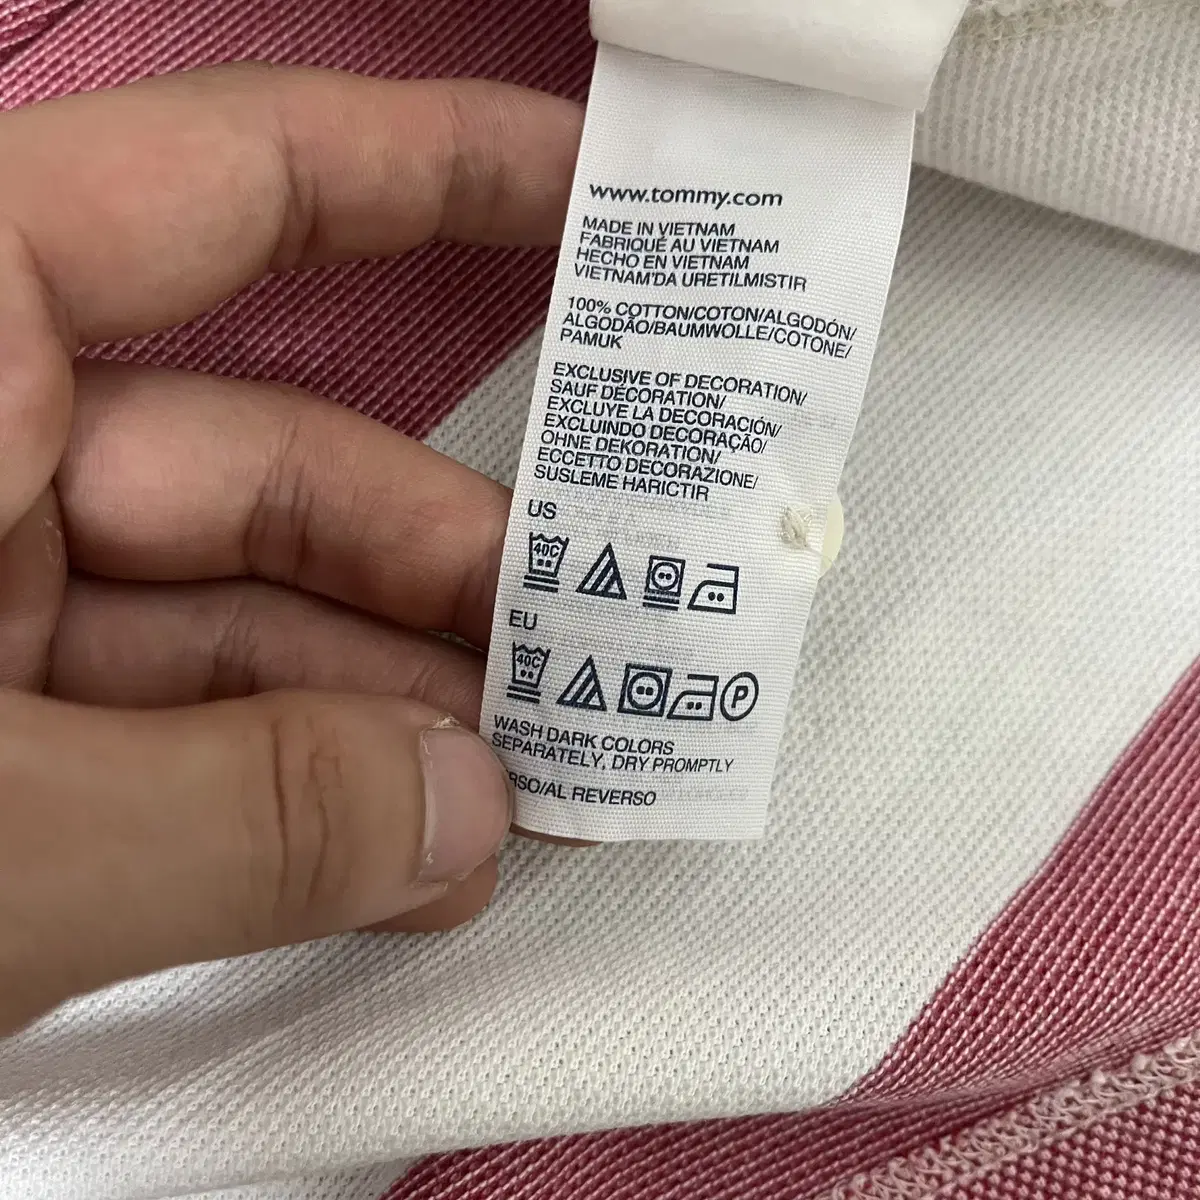 www.tommy.com
MADE IN VIETNAM
FABRIQUÉ AU VIETNAM
HECHO EN VIETNAM
VIETNAM'DA URETILMISTIR
100% COTTON/COTON/ALGODÓN/
ALGODÃO/BAUMWOLLE/COTONE/
PAMUK
EXCLUSIVE OF DECORATION/
SAUF DÉCORATION/
EXCLUYE LA DECORACIÓN/
EXCLUINDO DECORAÇÃO/
OHNE DEKORATION/
ECCETTO DECORAZIONE/
SUSLEME HARICTIR
US
40C
EU
40C
P
WASH DARK COLORS
SEPARATELY, DRY PROMPTLY
REVERSO